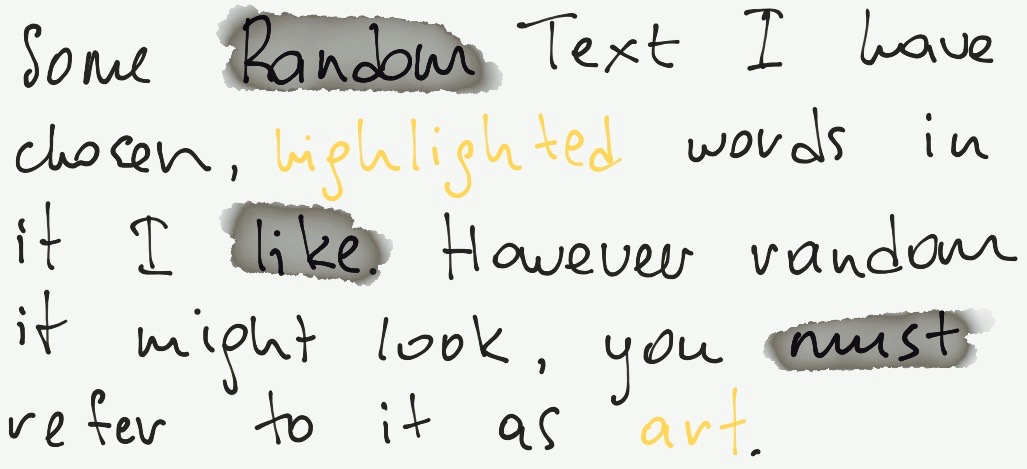 Some Random Text I have
chosen, highlighted words in
it I like. However random
it might look, you must
refer to it as art.